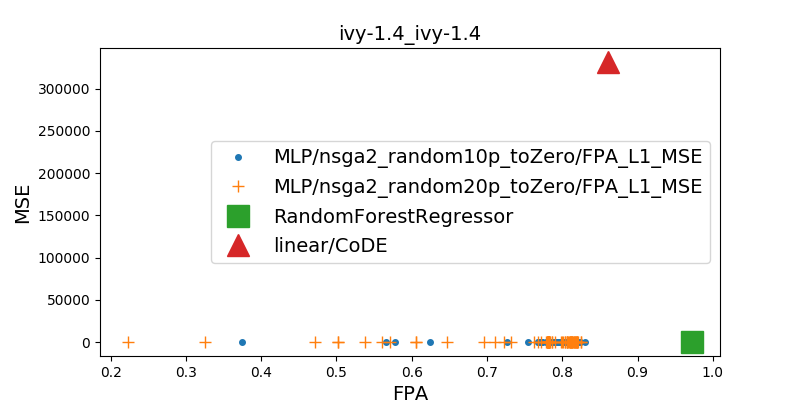 ivy-1.4_ivy-1.4
MSE
300000
250000
200000
150000
100000
50000
0
MLP/nsga2_random10p_toZero/FPA_L1_MSE
MLP/nsga2_random20p_toZero/FPA_L1_MSE
RandomForestRegressor
linear/CoDE
0.2 0.3 0.4 0.5 0.6 0.7 0.8 0.9 1.0
FPA